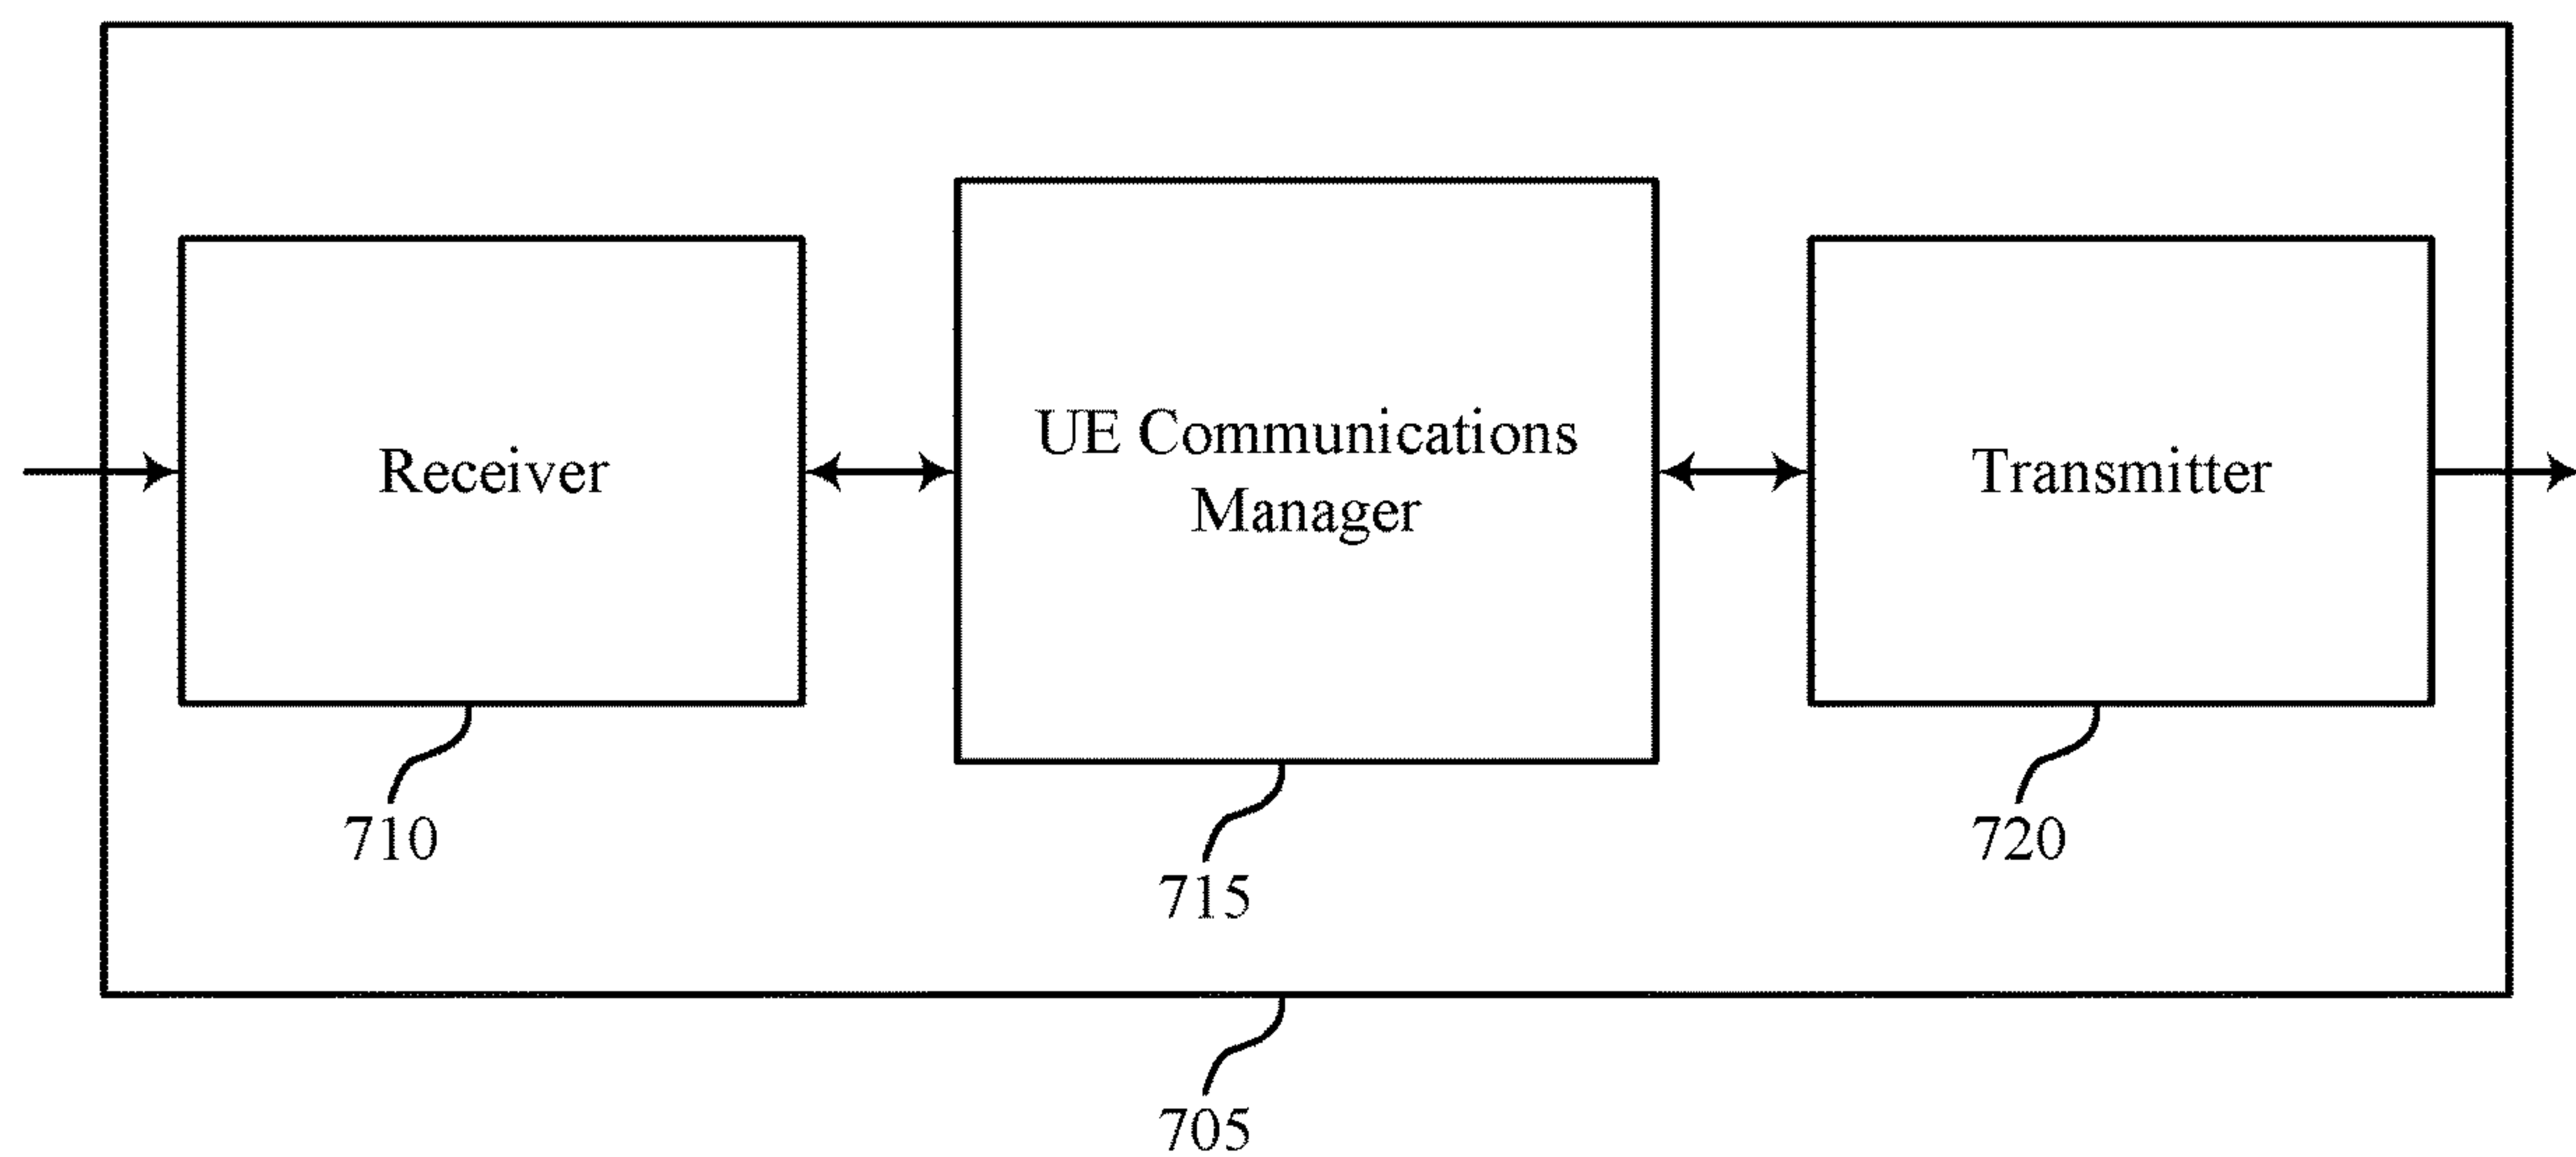 Receiver
UE Communications
Manager
Transmitter
710
715
720
705